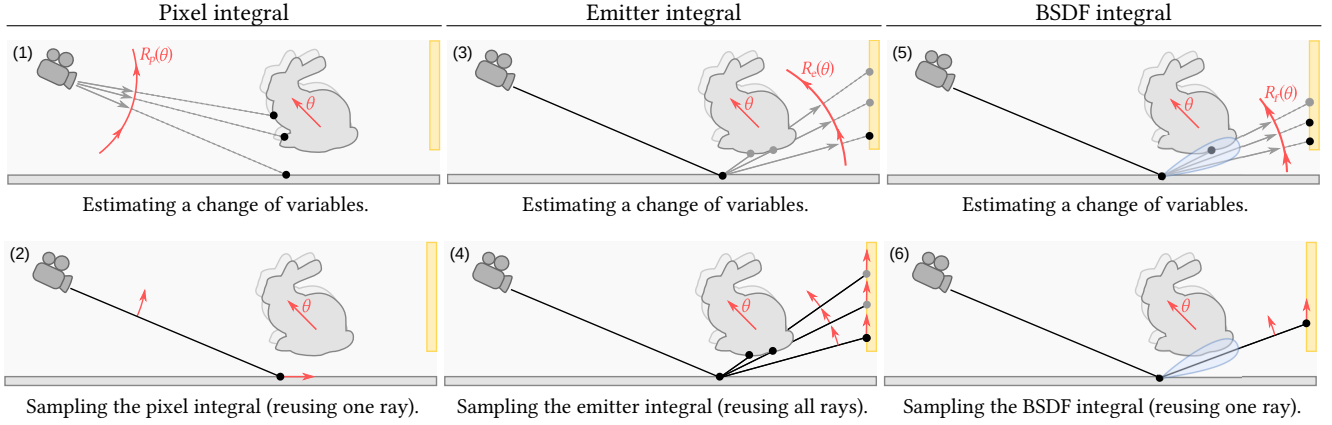 Pixel integral
Emitter integral
BSDF integral
(1)
Rₚ(θ)
θ
(3)
Rₑ(θ)
θ
(5)
R_f(θ)
θ
Estimating a change of variables.
Estimating a change of variables.
Estimating a change of variables.
(2)
θ
(4)
θ
(6)
θ
Sampling the pixel integral (reusing one ray).
Sampling the emitter integral (reusing all rays).
Sampling the BSDF integral (reusing one ray).